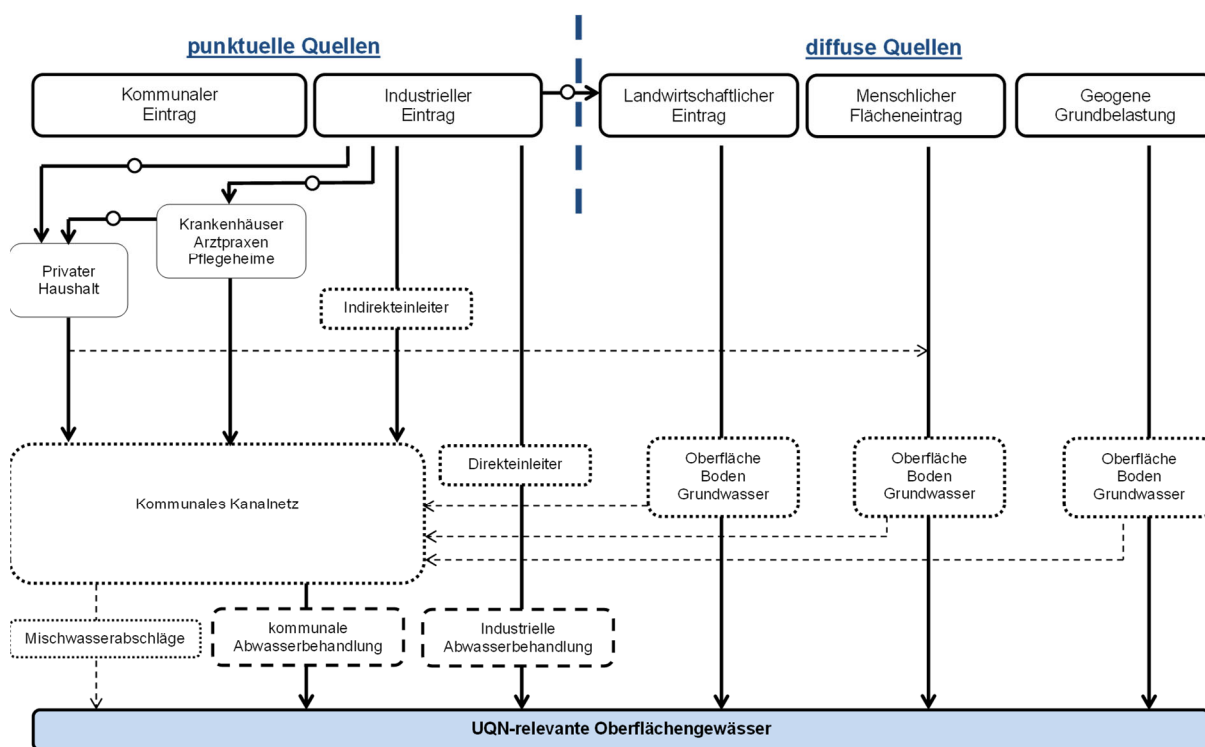 punktuelle Quellen
diffuse Quellen
Kommunaler
Eintrag
Industrieller
Eintrag
Landwirtschaftlicher
Eintrag
Menschlicher
Flächeneintrag
Geogene
Grundbelastung
Krankenhäuser
Arztpraxen
Pflegeheime
Privater
Haushalt
Indirekteinleiter
Kommunales Kanalnetz
Direkteinleiter
Oberfläche
Boden
Grundwasser
Oberfläche
Boden
Grundwasser
Oberfläche
Boden
Grundwasser
Mischwasserabschläge
kommunale
Abwasserbehandlung
Industrielle
Abwasserbehandlung
UQN-relevante Oberflächengewässer